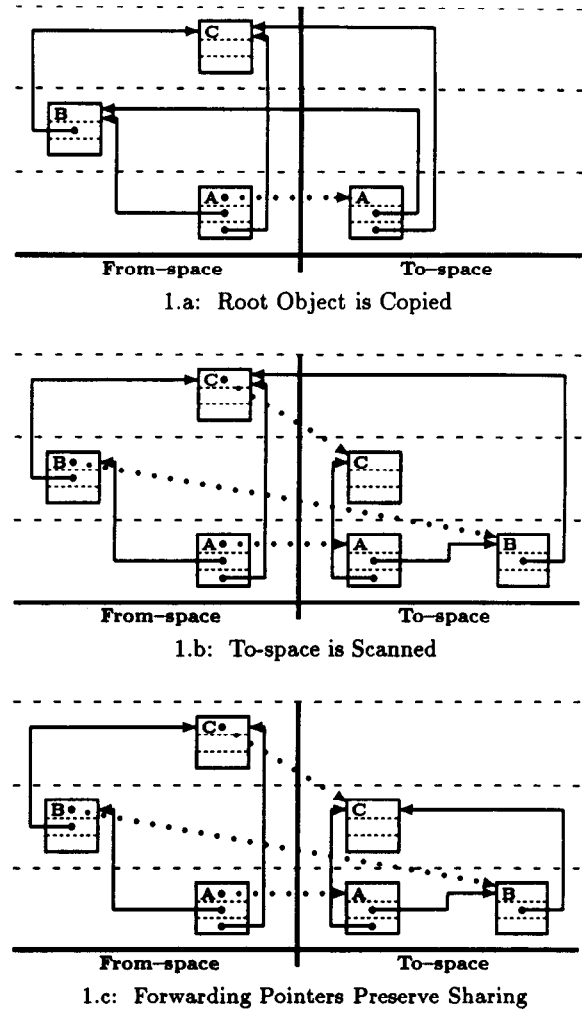 C
B
A A
From–space To–space
1.a: Root Object is Copied
C
B C
A A B
From–space To–space
1.b: To-space is Scanned
C
B C
A A B
From–space To–space
1.c: Forwarding Pointers Preserve Sharing